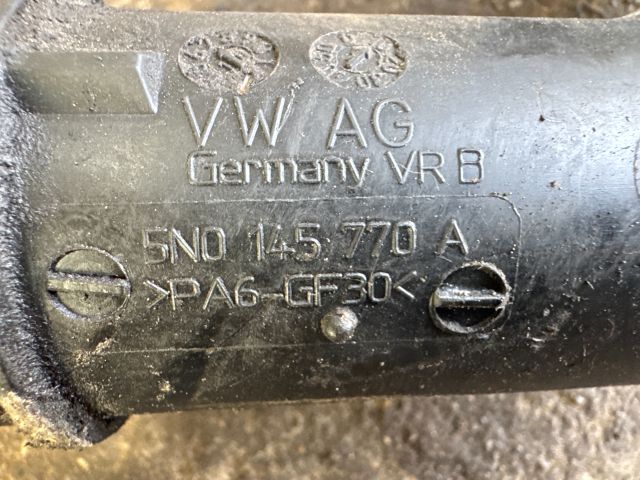 VW AG
Germany VR B
5N0 145 770 A
>PA6-GF30<